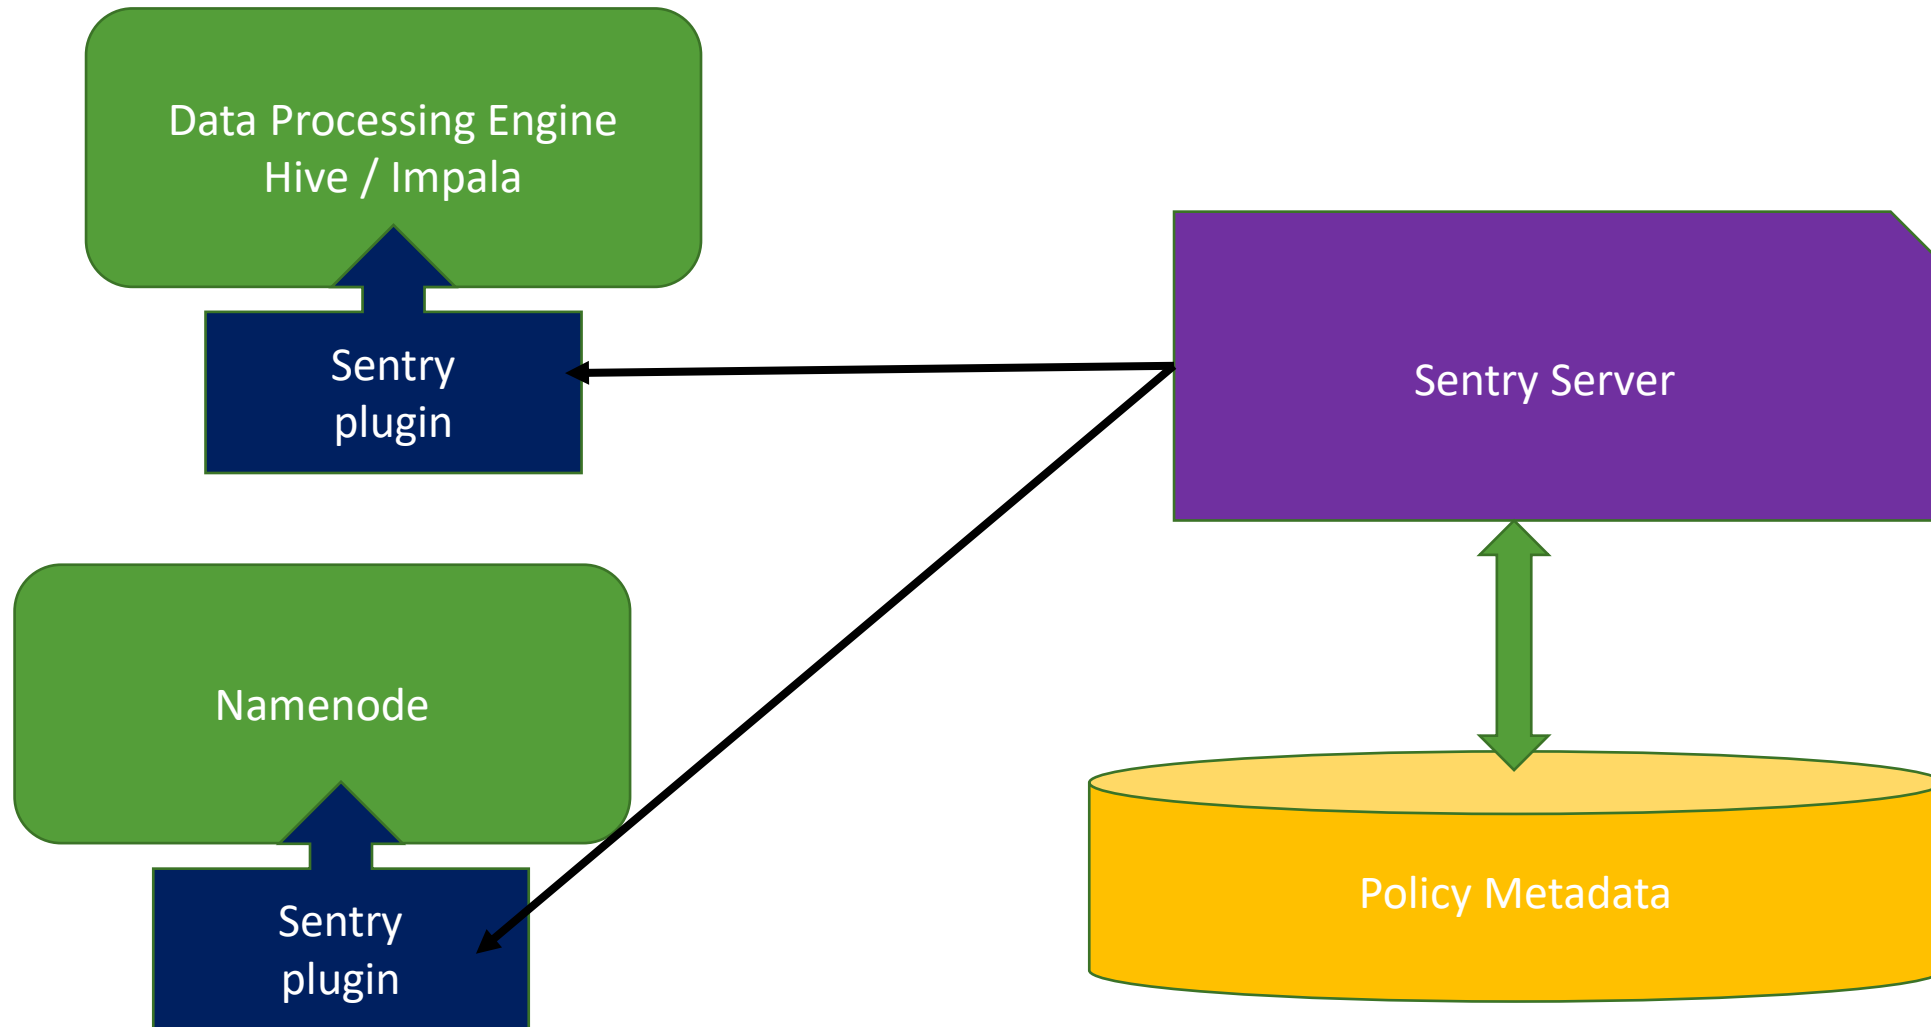 Data Processing Engine
Hive / Impala
Sentry
plugin
Sentry Server
Namenode
Sentry
plugin
Policy Metadata